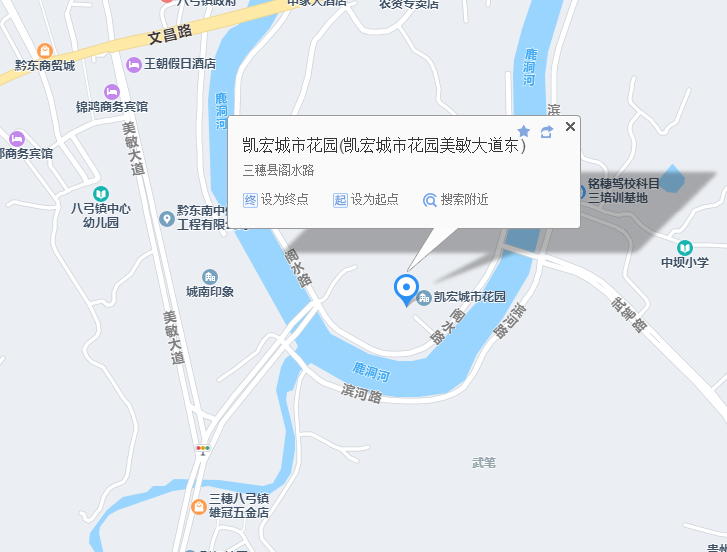 八弓镇政府
中豪大酒店
农资专卖店
文昌路
黔东商贸城
王朝假日酒店
鹿洞河
鹿洞河
锦鸿商务宾馆
滨
美敏大道
凯宏城市花园(凯宏城市花园美敏大道东)
三穗县阁水路
终 设为终点
起 设为起点
搜索附近
郎商务宾馆
铭穗驾校科目
三培训基地
八弓镇中心
幼儿园
黔东南中
工程有限
中坝小学
阁水路
城南印象
凯宏城市花园
美敏大道
阁水路
滨河路
鹿洞河
滨河路
武笔
三穗八弓镇
雄冠五金店
贵州